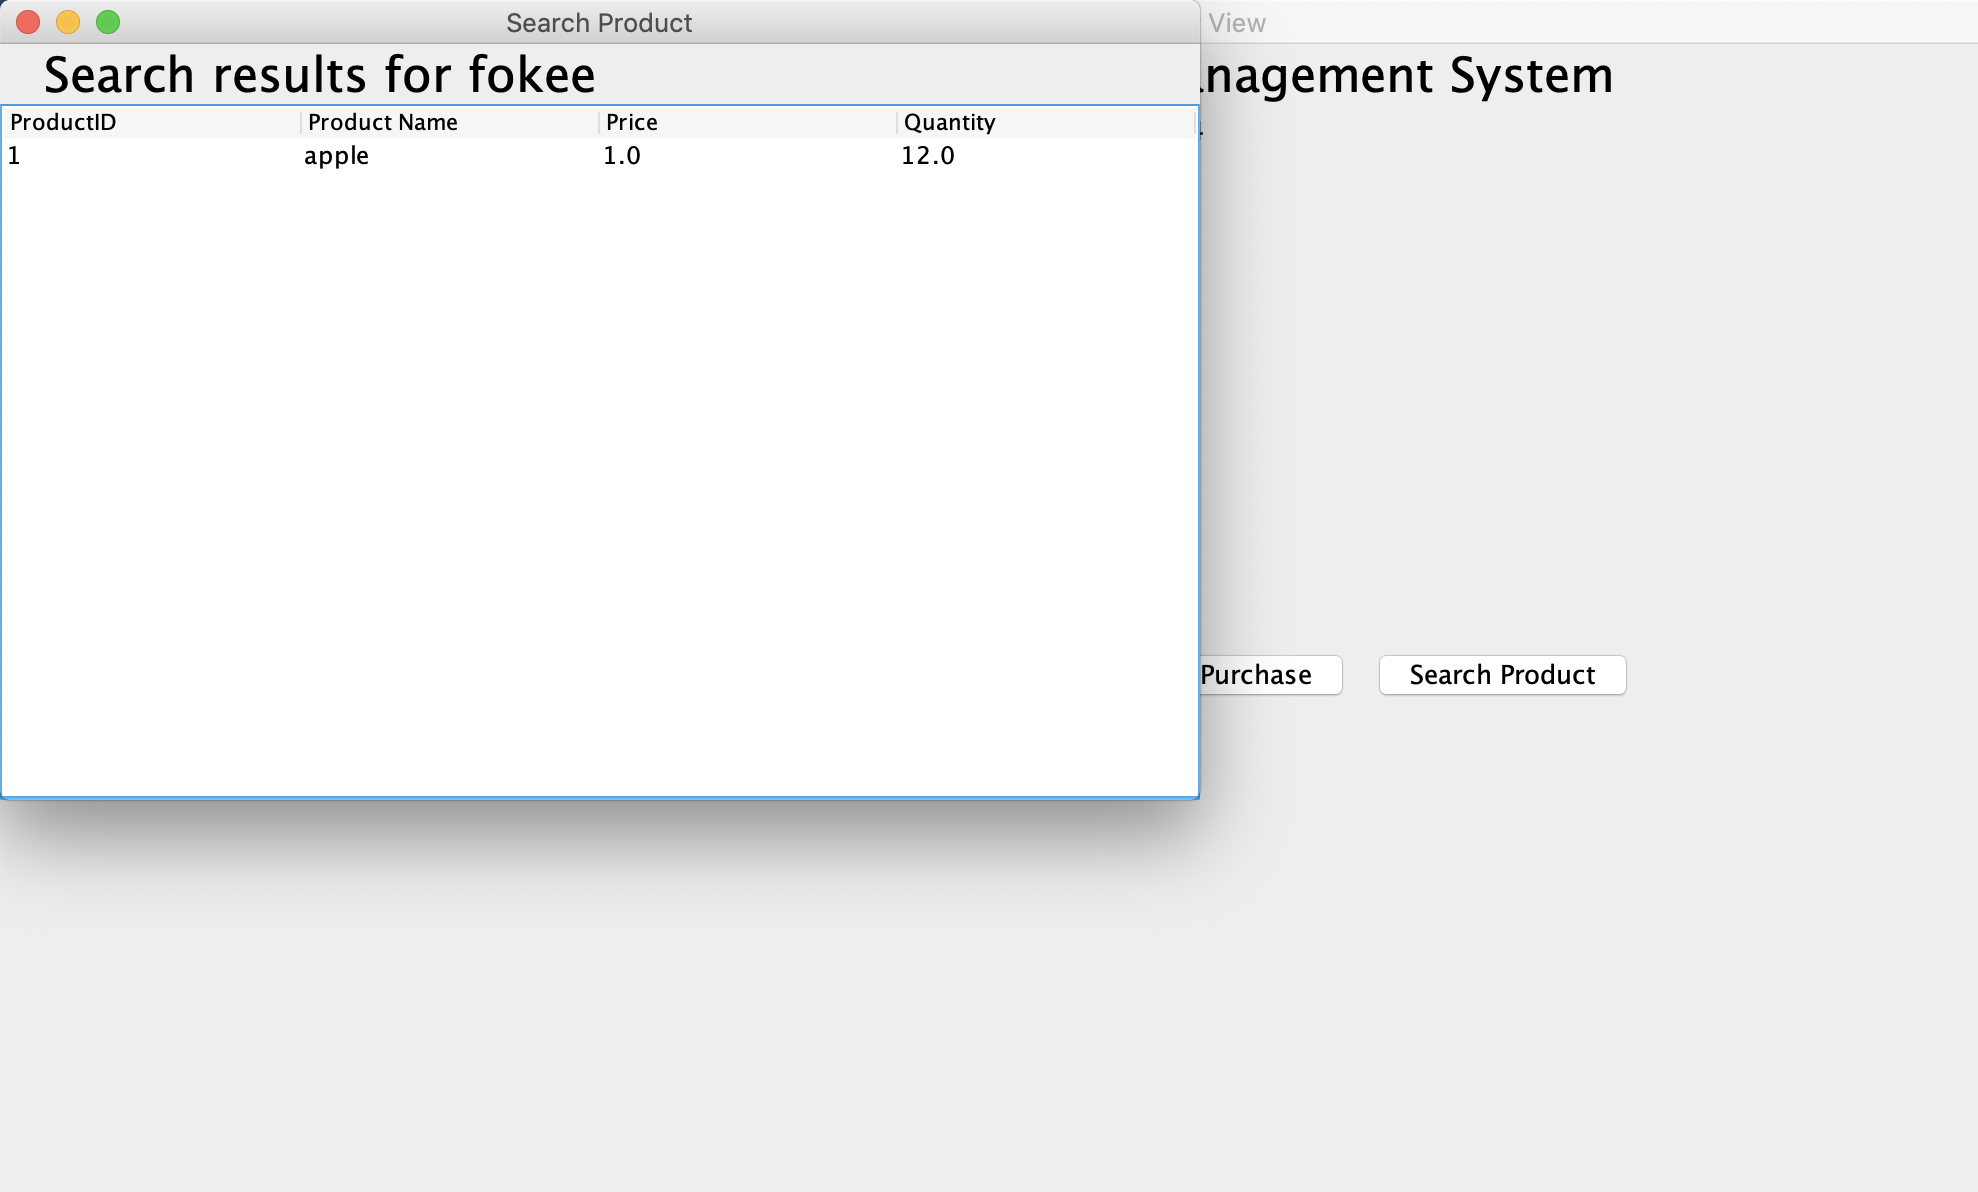 Search Product
View
Search results for fokee
nagement System
ProductID Product Name Price Quantity
1 apple 1.0 12.0
Purchase Search Product